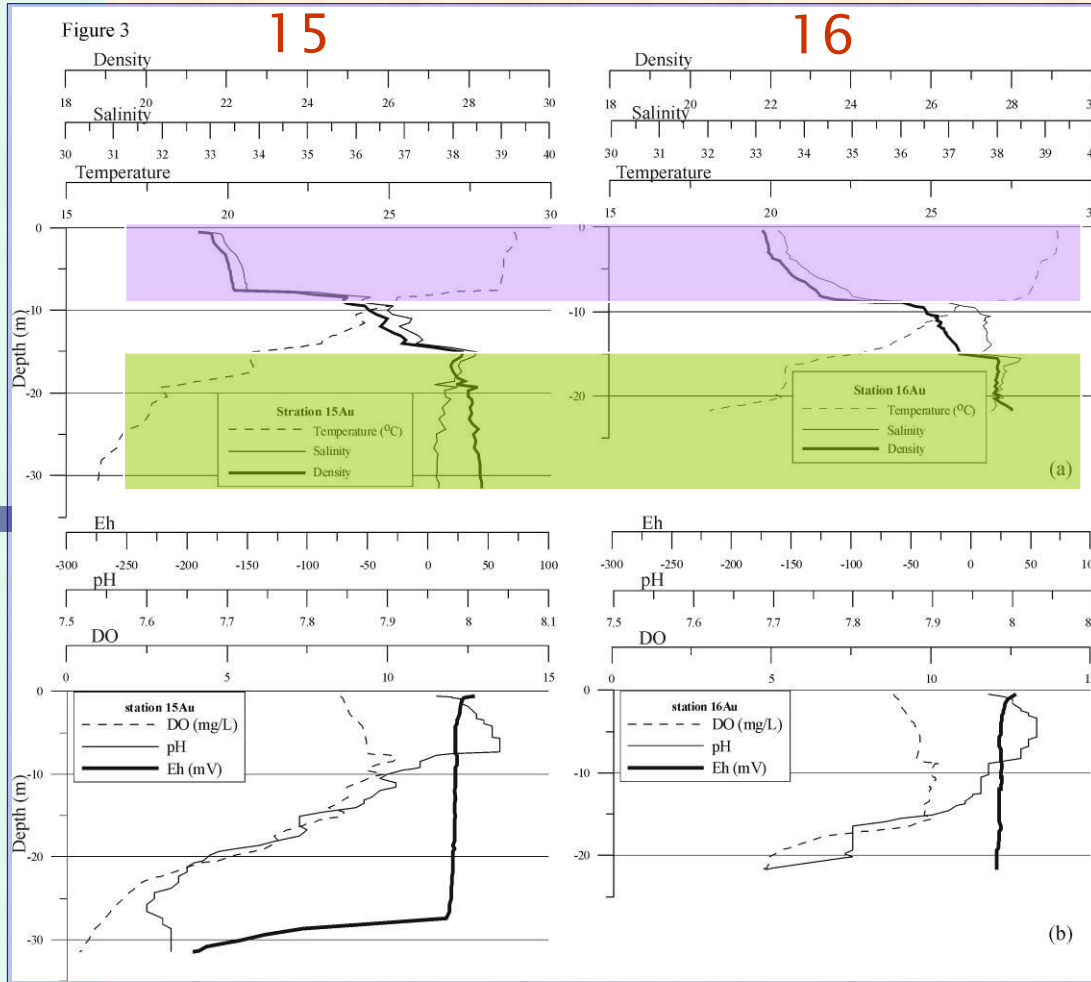 15
16
Figure 3
Density
18 20 22 24 26 28 30
Salinity
30 31 32 33 34 35 36 37 38 39 40
Temperature
15 20 25 30
Density
18 20 22 24 26 28
Salinity
30 31 32 33 34 35 36 37 38 39
Temperature
15 20 25
Depth (m)
0
-10
-20
-30
Stration 15Au
Temperature (°C)
Salinity
Density
0
-10
-20
Station 16Au
Temperature (°C)
Salinity
Density
(a)
Eh
-300 -250 -200 -150 -100 -50 0 50 100
pH
7.5 7.6 7.7 7.8 7.9 8 8.1
DO
0 5 10 15
Eh
-300 -250 -200 -150 -100 -50 0 50
pH
7.5 7.6 7.7 7.8 7.9 8
DO
0 5 10
Depth (m)
0
-10
-20
-30
station 15Au
DO (mg/L)
pH
Eh (mV)
0
-10
-20
station 16Au
DO (mg/L)
pH
Eh (mV)
(b)